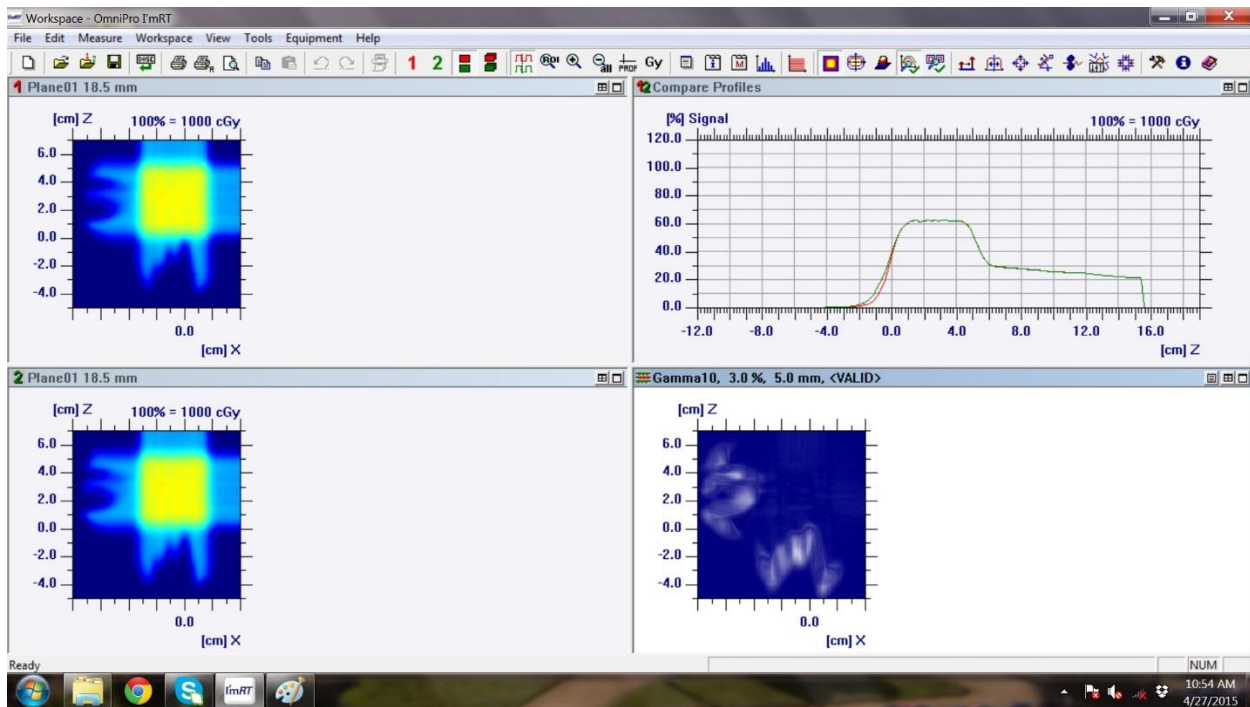 I'mRT Workspace - OmniPro I'mRT
File Edit Measure Workspace View Tools Equipment Help
1 2 ROI all PROF Gy
1 Plane01 18.5 mm
[cm] Z 100% = 1000 cGy
6.0
4.0
2.0
0.0
-2.0
-4.0
0.0
[cm] X
12 Compare Profiles
[%] Signal 100% = 1000 cGy
120.0
100.0
80.0
60.0
40.0
20.0
0.0
-12.0 -8.0 -4.0 0.0 4.0 8.0 12.0 16.0
[cm] Z
2 Plane01 18.5 mm
[cm] Z 100% = 1000 cGy
6.0
4.0
2.0
0.0
-2.0
-4.0
0.0
[cm] X
Gamma10, 3.0 %, 5.0 mm, <VALID>
[cm] Z
6.0
4.0
2.0
0.0
-2.0
-4.0
0.0
[cm] X
Ready NUM
I'mRT
10:54 AM
4/27/2015